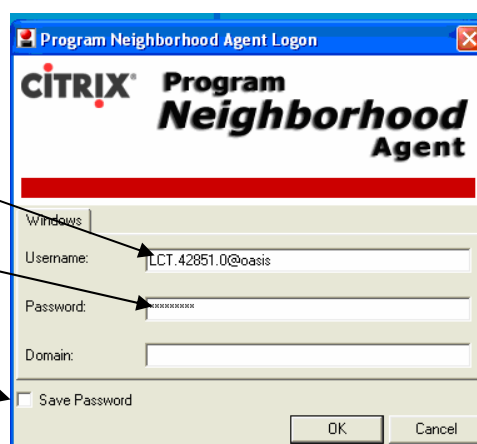 Program Neighborhood Agent Logon
CITRIX® Program
Neighborhood
Agent
Windows
Username: LCT.42851.0@oasis
Password: *********
Domain:
Save Password
OK Cancel